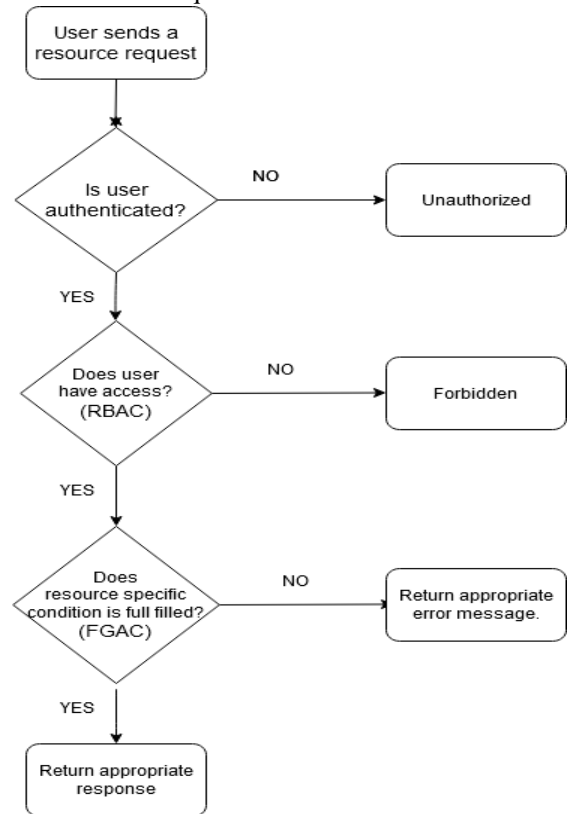 User sends a
resource request
Is user
authenticated?
NO
Unauthorized
YES
Does user
have access?
(RBAC)
NO
Forbidden
YES
Does
resource specific
condition is full filled?
(FGAC)
NO
Return appropriate
error message.
YES
Return appropriate
response